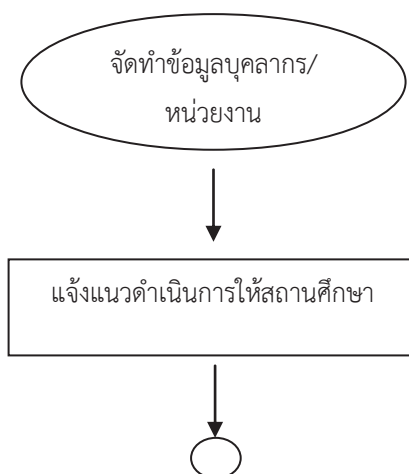 จัดทำข้อมูลบุคลากร/
หน่วยงาน
แจ้งแนวดำเนินการให้สถานศึกษา